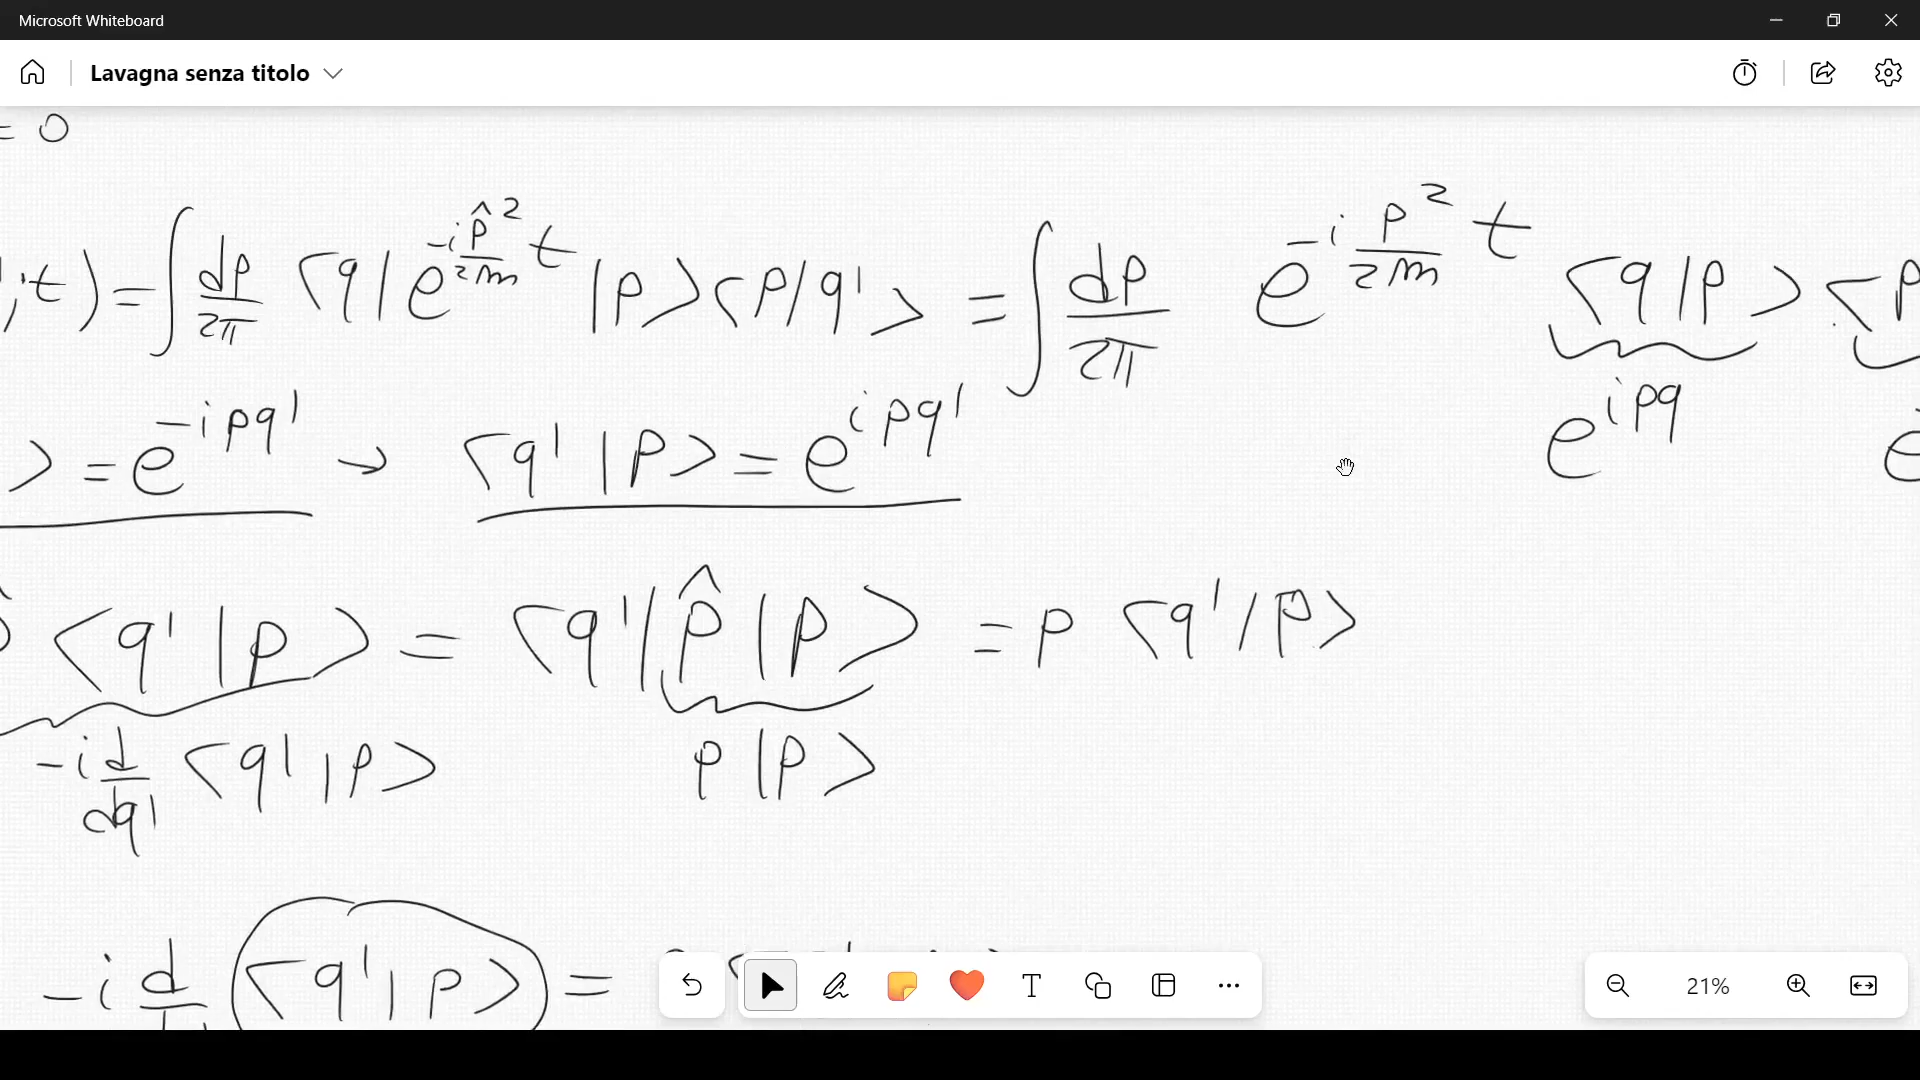 Microsoft Whiteboard
Lavagna senza titolo
= 0
;t) = ∫ dp/2π <q| e^{-i p̂²/2m t} |p><p|q'> = ∫ dp/2π e^{-i p²/2m t} <q|p> <p
e^{ipq} e
> = e^{-ipq'} → <q'|p> = e^{ipq'}
<q'|p> = <q'|p̂|p> = p <q'|p>
-i d/dq' <q'|p> p|p>
-i d <q'|p> =
T
21%